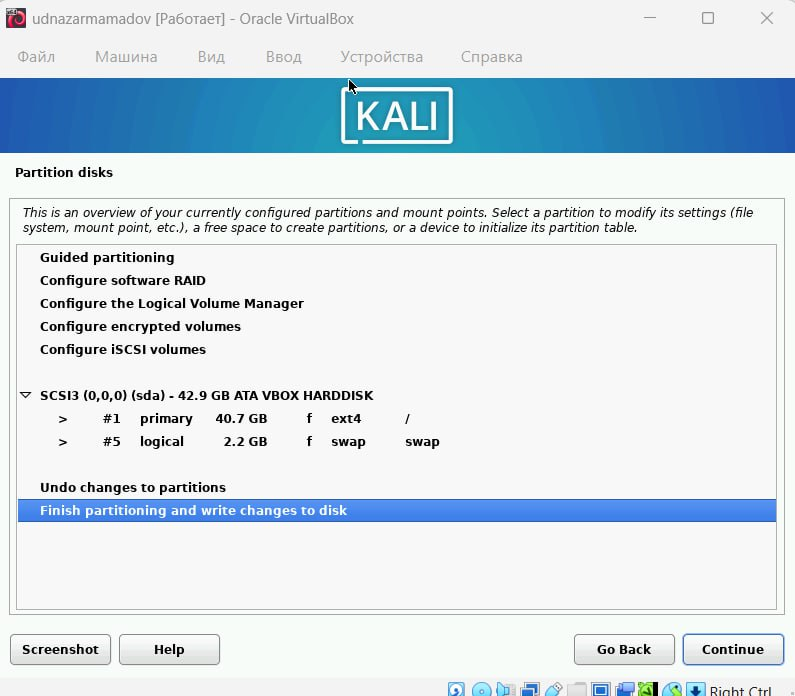 udnazarmamadov [Работает] - Oracle VirtualBox
Файл Машина Вид Ввод Устройства Справка
KALI
Partition disks
This is an overview of your currently configured partitions and mount points. Select a partition to modify its settings (file
system, mount point, etc.), a free space to create partitions, or a device to initialize its partition table.
Guided partitioning
Configure software RAID
Configure the Logical Volume Manager
Configure encrypted volumes
Configure iSCSI volumes
SCSI3 (0,0,0) (sda) - 42.9 GB ATA VBOX HARDDISK
> #1 primary 40.7 GB f ext4 /
> #5 logical 2.2 GB f swap swap
Undo changes to partitions
Finish partitioning and write changes to disk
Screenshot Help Go Back Continue
Right Ctrl